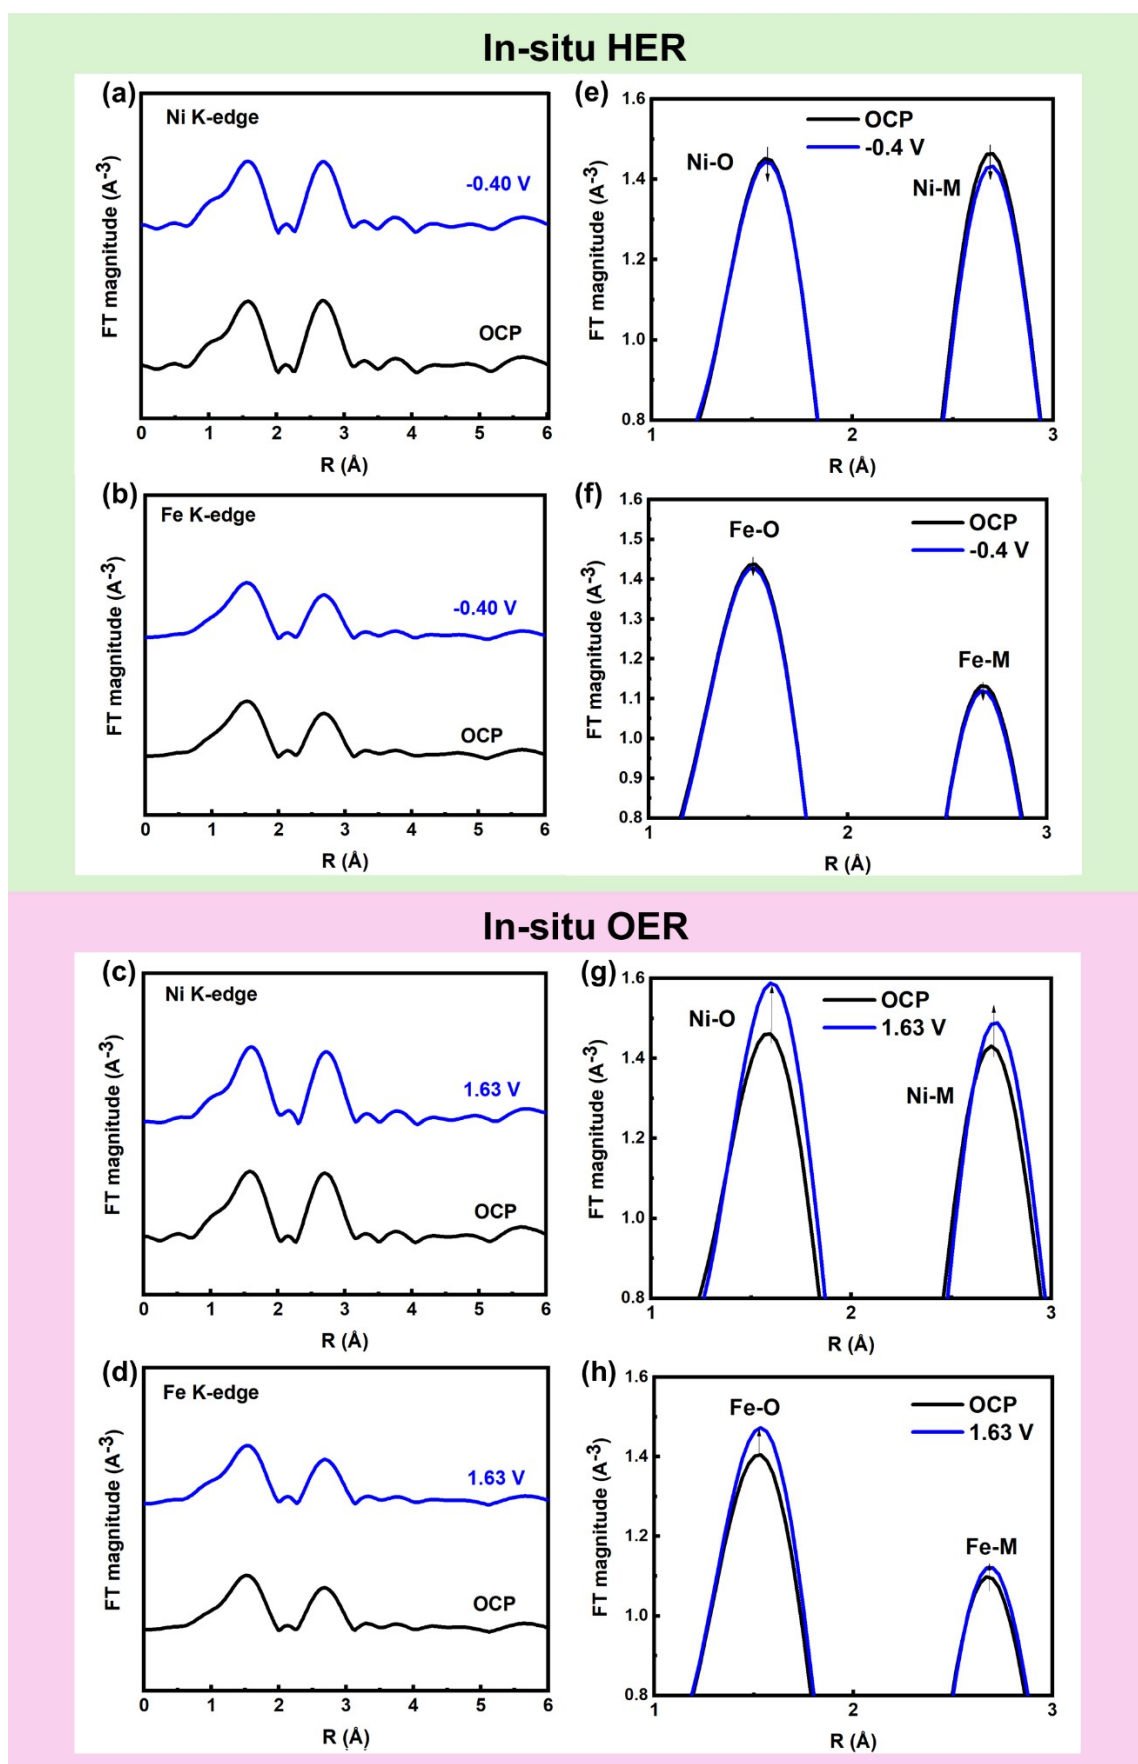 In-situ HER
(a)
Ni K-edge
-0.40 V
OCP
FT magnitude (A-3)
0 1 2 3 4 5 6
R (Å)
(e)
OCP
-0.4 V
Ni-O
Ni-M
FT magnitude (A-3)
1.6
1.4
1.2
1.0
0.8
1 2 3
R (Å)
(b)
Fe K-edge
-0.40 V
OCP
FT magnitude (A-3)
0 1 2 3 4 5 6
R (Å)
(f)
OCP
-0.4 V
Fe-O
Fe-M
FT magnitude (A-3)
1.6
1.5
1.4
1.3
1.2
1.1
1.0
0.9
0.8
1 2 3
R (Å)
In-situ OER
(c)
Ni K-edge
1.63 V
OCP
FT magnitude (A-3)
0 1 2 3 4 5 6
R (Å)
(g)
OCP
1.63 V
Ni-O
Ni-M
FT magnitude (A-3)
1.6
1.4
1.2
1.0
0.8
1 2 3
R (Å)
(d)
Fe K-edge
1.63 V
OCP
FT magnitude (A-3)
0 1 2 3 4 5 6
R (Å)
(h)
OCP
1.63 V
Fe-O
Fe-M
FT magnitude (A-3)
1.6
1.4
1.2
1.0
0.8
1 2 3
R (Å)